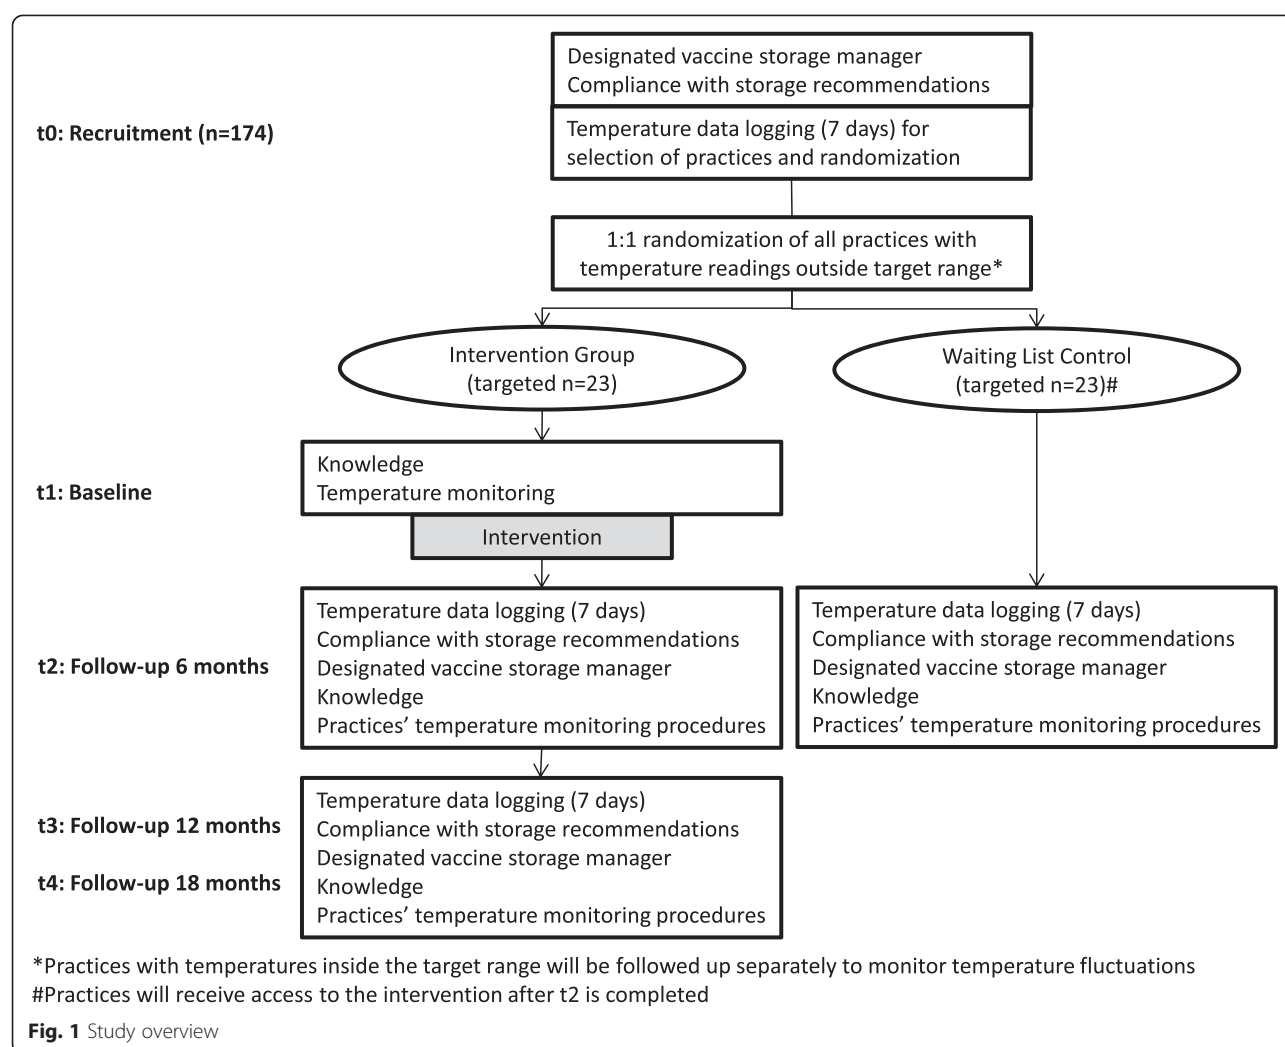 Designated vaccine storage manager
Compliance with storage recommendations
t0: Recruitment (n=174)
Temperature data logging (7 days) for
selection of practices and randomization
1:1 randomization of all practices with
temperature readings outside target range*
Intervention Group
(targeted n=23)
Waiting List Control
(targeted n=23)#
t1: Baseline
Knowledge
Temperature monitoring
Intervention
t2: Follow-up 6 months
Temperature data logging (7 days)
Compliance with storage recommendations
Designated vaccine storage manager
Knowledge
Practices’ temperature monitoring procedures
Temperature data logging (7 days)
Compliance with storage recommendations
Designated vaccine storage manager
Knowledge
Practices’ temperature monitoring procedures
t3: Follow-up 12 months
t4: Follow-up 18 months
Temperature data logging (7 days)
Compliance with storage recommendations
Designated vaccine storage manager
Knowledge
Practices’ temperature monitoring procedures
*Practices with temperatures inside the target range will be followed up separately to monitor temperature fluctuations
#Practices will receive access to the intervention after t2 is completed
Fig. 1 Study overview